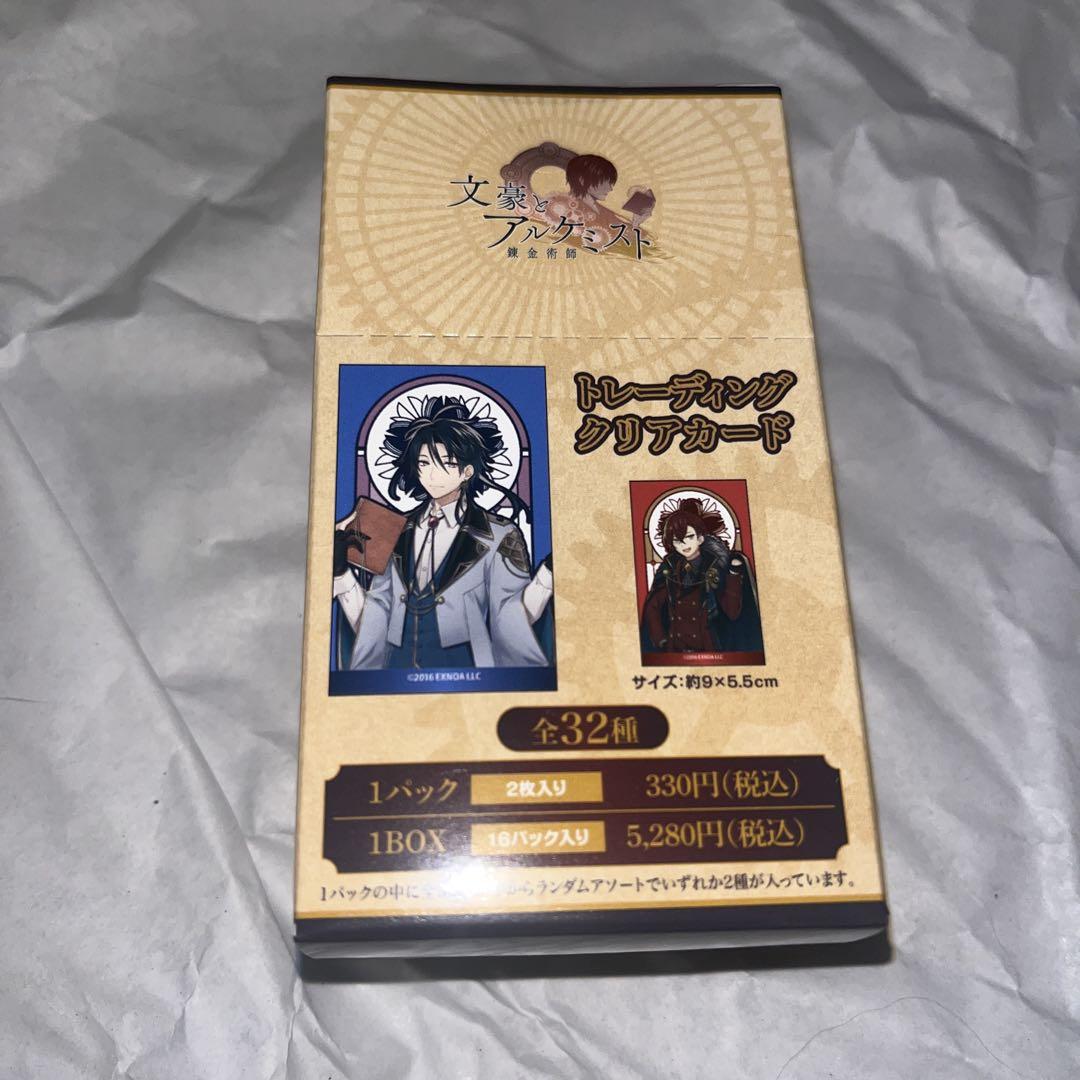 文豪と
アルケミスト
錬金術師
トレーディング
クリアカード
©2016 EXNOA LLC
©2016 EXNOA LLC
サイズ:約9×5.5cm
全32種
1パック 2枚入り 330円(税込)
1BOX 16パック入り 5,280円(税込)
1パックの中に からランダムアソートでいずれか2種が入っています。